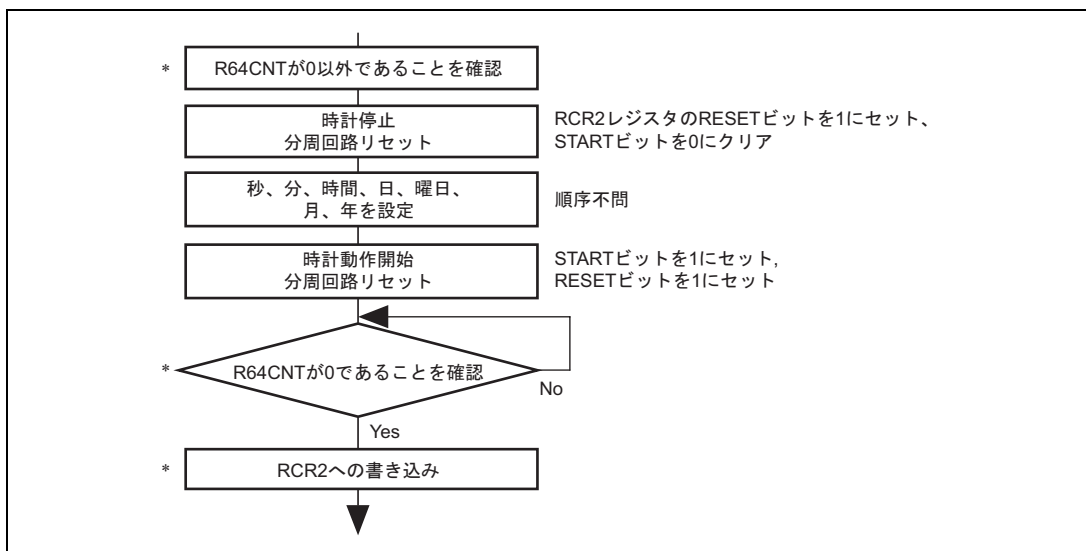 * R64CNTが0以外であることを確認
時計停止
分周回路リセット
RCR2レジスタのRESETビットを1にセット、
STARTビットを0にクリア
秒、分、時間、日、曜日、
月、年を設定
順序不問
時計動作開始
分周回路リセット
STARTビットを1にセット,
RESETビットを1にセット
* R64CNTが0であることを確認
No
Yes
* RCR2への書き込み